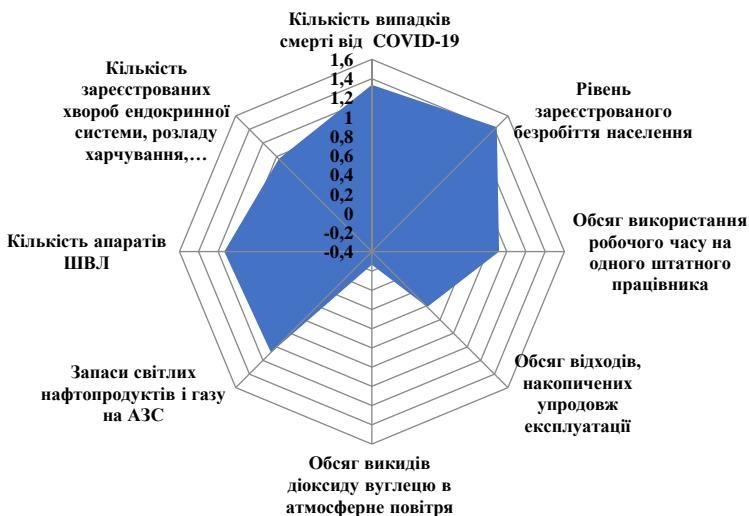 Кількість випадків
смерті від COVID-19
1,6
1,4
1,2
1
0,8
0,6
0,4
0,2
0
-0,2
-0,4
Рівень
зареєстрованого
безробіття населення
Обсяг використання
робочого часу на
одного штатного
працівника
Обсяг відходів,
накопичених
упродовж
експлуатації
Обсяг викидів
діоксиду вуглецю в
атмосферне повітря
Запаси світлих
нафтопродуктів і газу
на АЗС
Кількість апаратів
ШВЛ
Кількість
зареєстрованих
хвороб ендокринної
системи, розладу
харчування,…